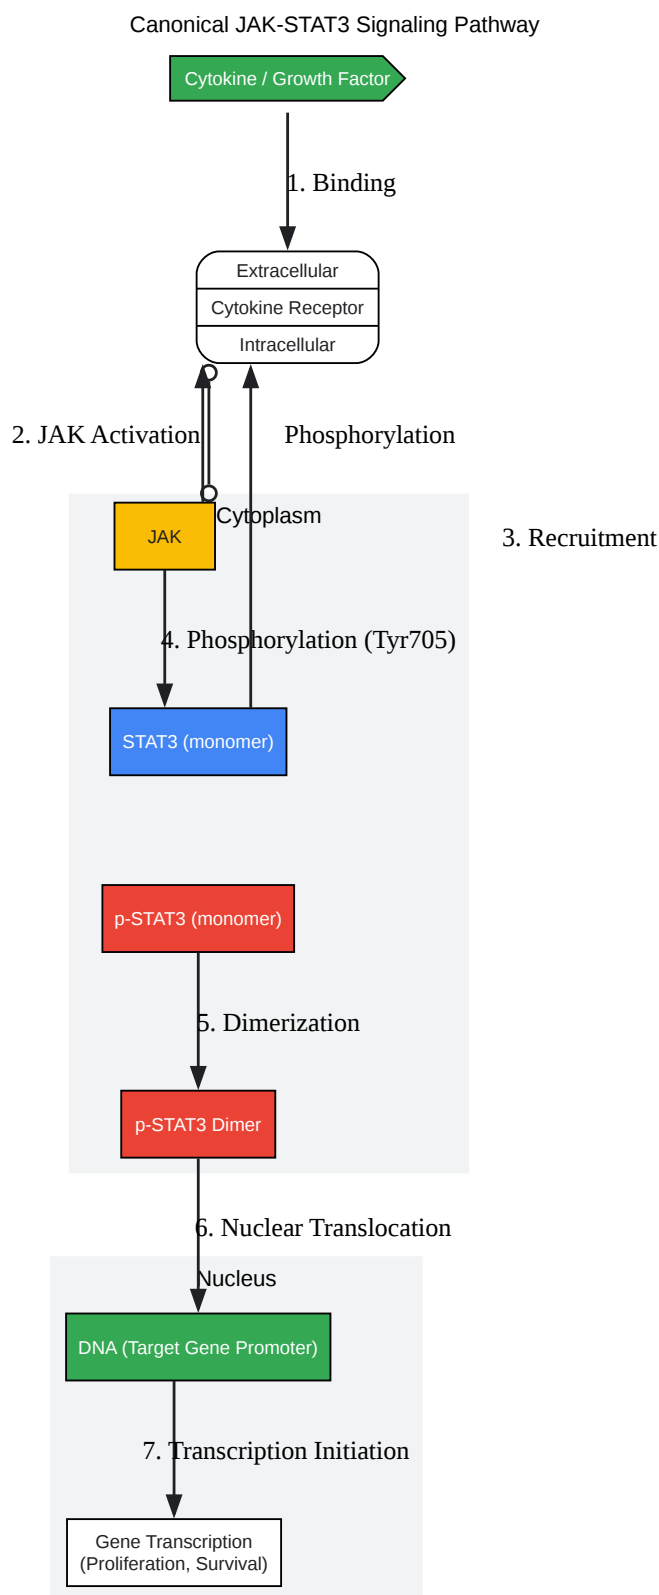 Canonical JAK-STAT3 Signaling Pathway
Cytokine / Growth Factor
1. Binding
Extracellular
Cytokine Receptor
Intracellular
2. JAK Activation
Phosphorylation
Cytoplasm
JAK
3. Recruitment
4. Phosphorylation (Tyr705)
STAT3 (monomer)
p-STAT3 (monomer)
5. Dimerization
p-STAT3 Dimer
6. Nuclear Translocation
Nucleus
DNA (Target Gene Promoter)
7. Transcription Initiation
Gene Transcription
(Proliferation, Survival)